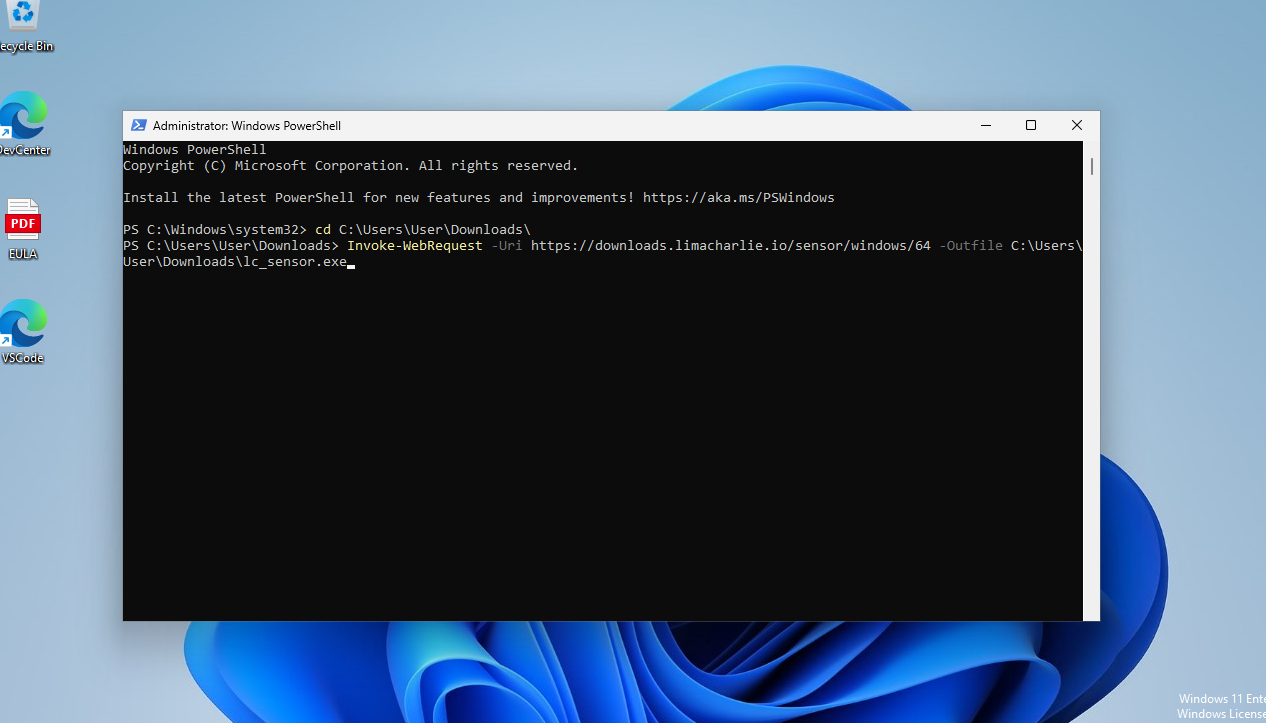 ecycle Bin
DevCenter
PDF
EULA
VSCode
Administrator: Windows PowerShell
Windows PowerShell
Copyright (C) Microsoft Corporation. All rights reserved.
Install the latest PowerShell for new features and improvements! https://aka.ms/PSWindows
PS C:\Windows\system32> cd C:\Users\User\Downloads\
PS C:\Users\User\Downloads> Invoke-WebRequest -Uri https://downloads.limacharlie.io/sensor/windows/64 -Outfile C:\Users\
User\Downloads\lc_sensor.exe
Windows 11 Ente
Windows License